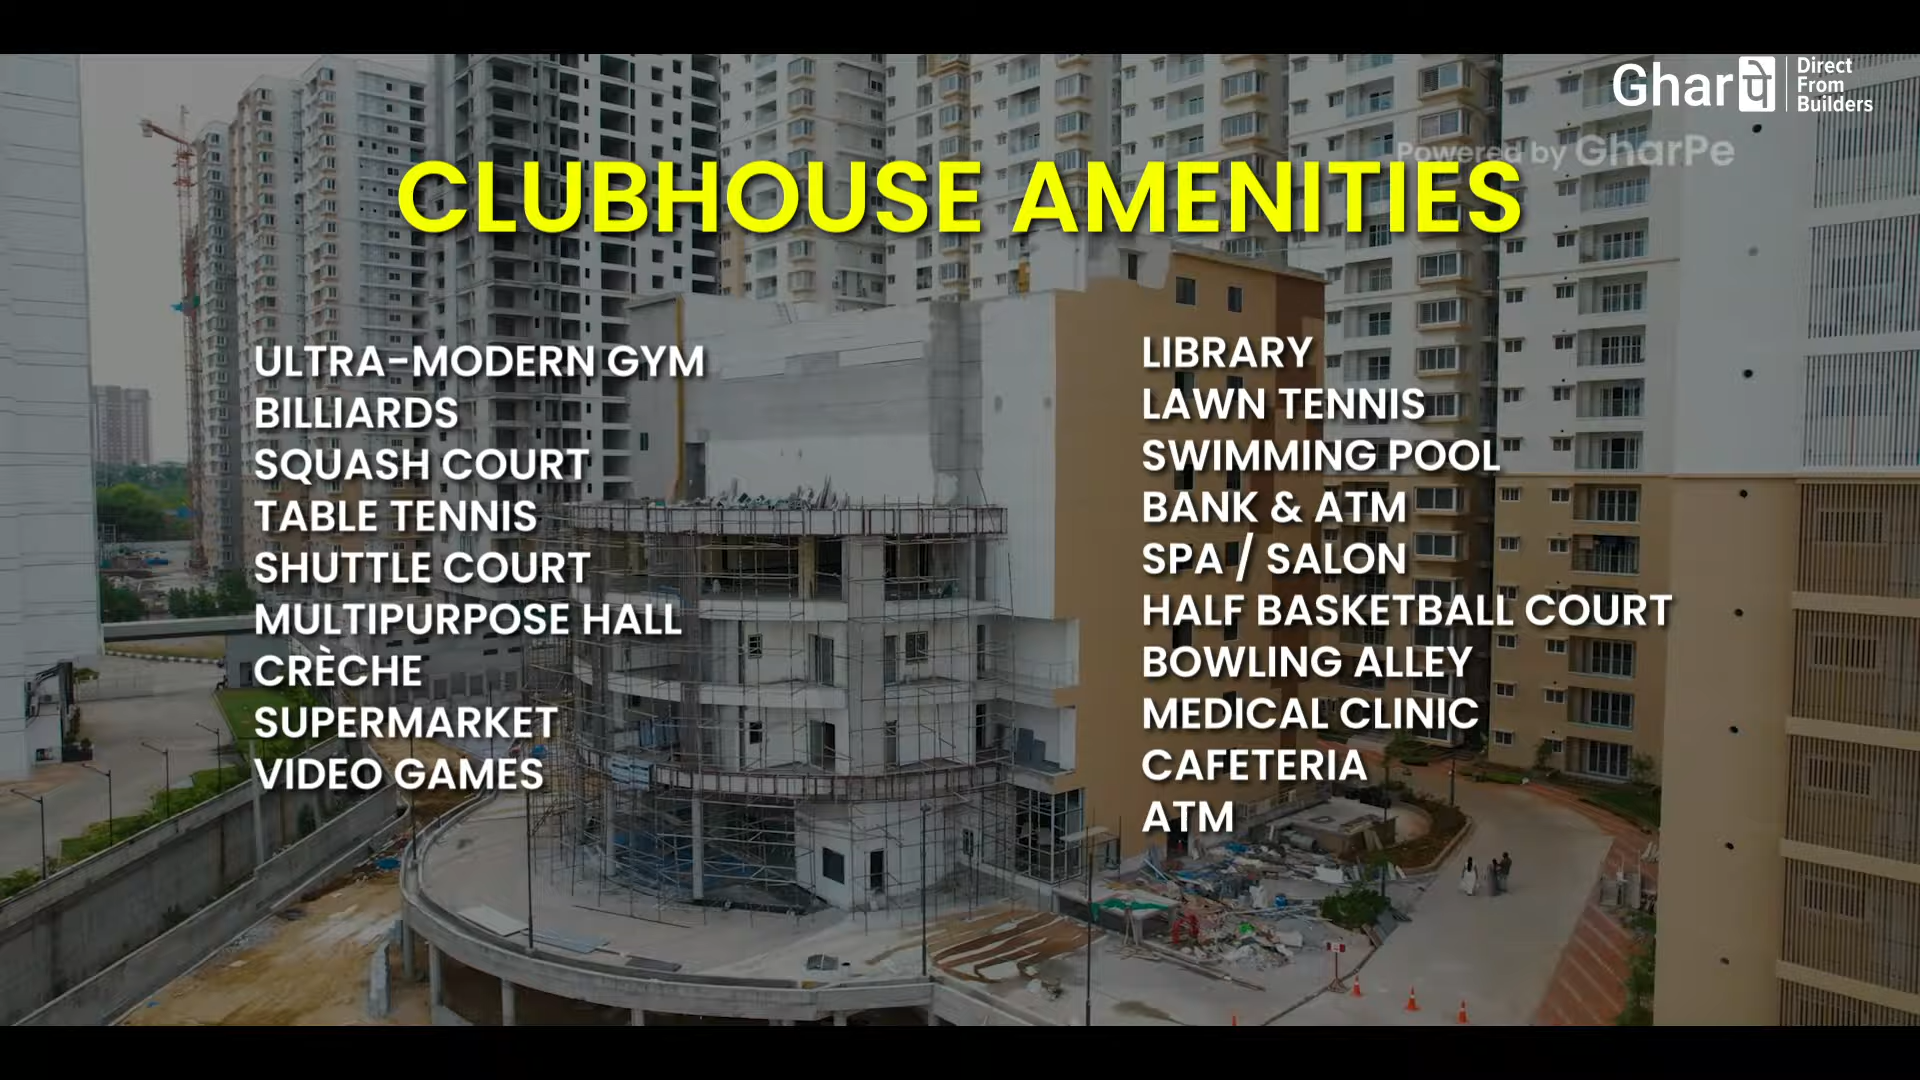 Gharपे
Direct
From
Builders
Powered by GharPe
CLUBHOUSE AMENITIES
ULTRA-MODERN GYM
BILLIARDS
SQUASH COURT
TABLE TENNIS
SHUTTLE COURT
MULTIPURPOSE HALL
CRÈCHE
SUPERMARKET
VIDEO GAMES
LIBRARY
LAWN TENNIS
SWIMMING POOL
BANK & ATM
SPA / SALON
HALF BASKETBALL COURT
BOWLING ALLEY
MEDICAL CLINIC
CAFETERIA
ATM